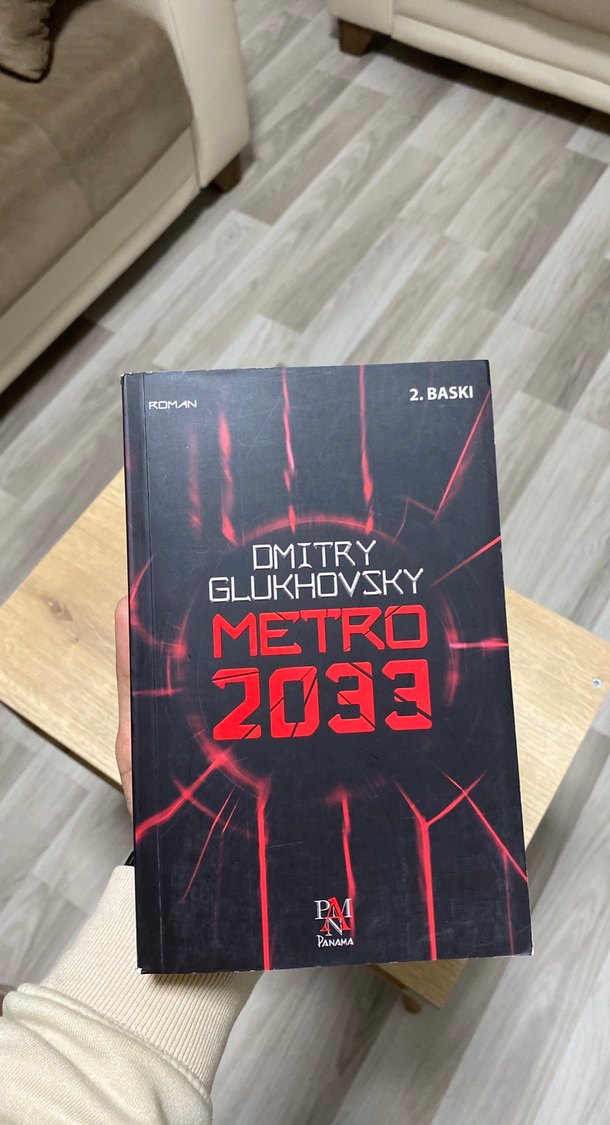 ROMAN
2. BASKI
DMITRY
GLUKHOVSKY
METRO
2033
PANAMA